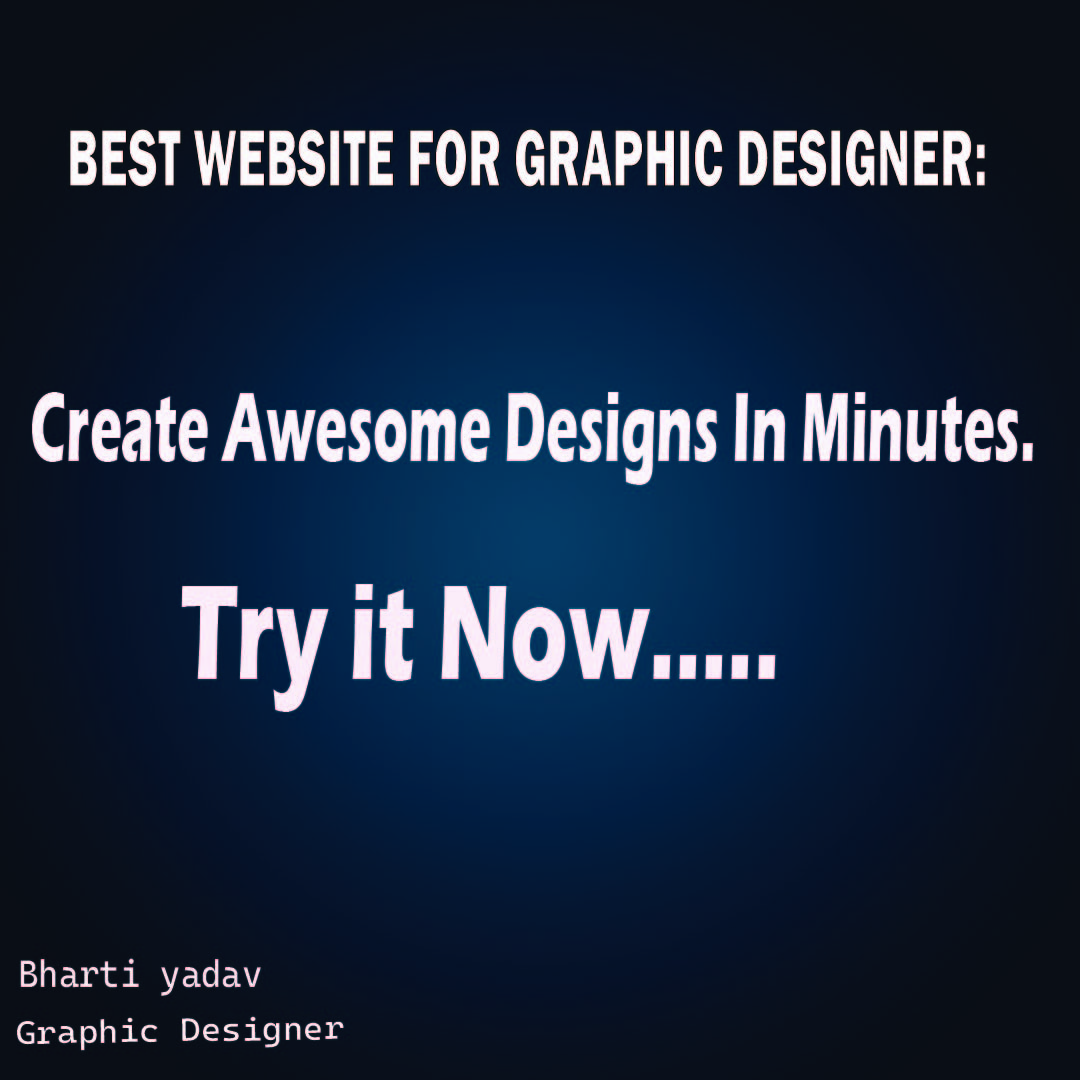 BEST WEBSITE FOR GRAPHIC DESIGNER:
Create Awesome Designs In Minutes.
Try it Now.....
Bharti yadav
Graphic Designer